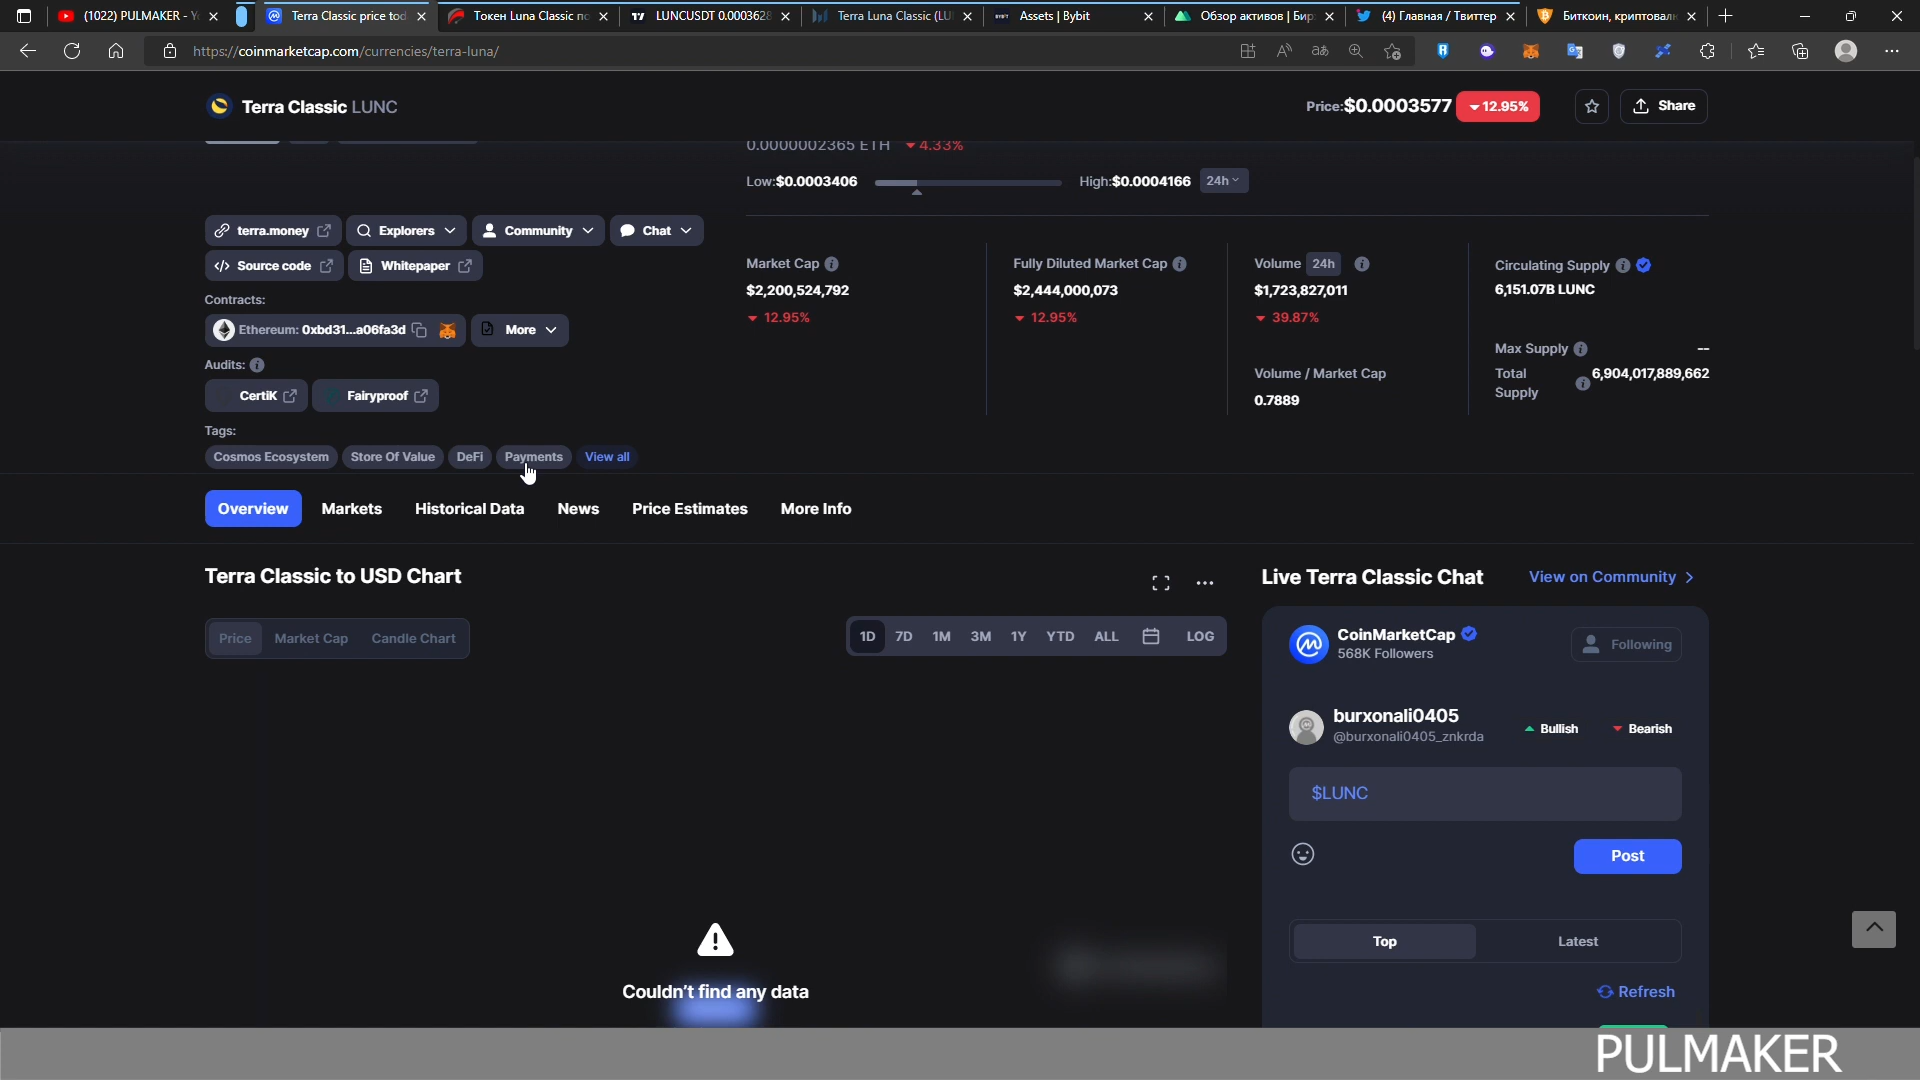 (1022) PULMAKER - Y
Terra Classic price tod
Токен Luna Classic по
LUNCUSDT 0.0003628
Terra Luna Classic (LU
Assets | Bybit
Обзор активов | Бир
(4) Главная / Твиттер
Биткоин, криптовал
https://coinmarketcap.com/currencies/terra-luna/
Terra Classic LUNC
Price:$0.0003577
12.95%
Share
0.0000002365 ETH
4.33%
Low:$0.0003406
High:$0.0004166
24h
terra.money
Explorers
Community
Chat
Source code
Whitepaper
Contracts:
Ethereum: 0xbd31...a06fa3d
More
Audits:
CertiK
Fairyproof
Tags:
Cosmos Ecosystem
Store Of Value
DeFi
Payments
View all
Market Cap
$2,200,524,792
12.95%
Fully Diluted Market Cap
$2,444,000,073
12.95%
Volume 24h
$1,723,827,011
39.87%
Volume / Market Cap
0.7889
Circulating Supply
6,151.07B LUNC
Max Supply
--
Total
Supply
6,904,017,889,662
Overview
Markets
Historical Data
News
Price Estimates
More Info
Terra Classic to USD Chart
Price
Market Cap
Candle Chart
1D
7D
1M
3M
1Y
YTD
ALL
LOG
Couldn't find any data
Live Terra Classic Chat
View on Community
CoinMarketCap
568K Followers
Following
burxonali0405
@burxonali0405_znkrda
Bullish
Bearish
$LUNC
Post
Top
Latest
Refresh
PULMAKER